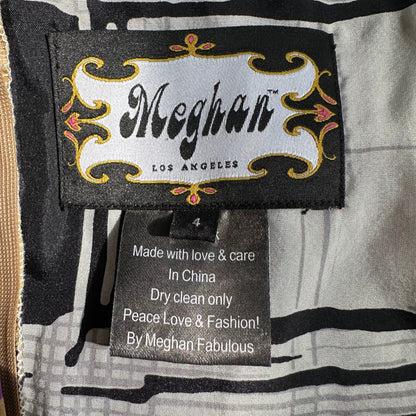 Meghan™
LOS ANGELES
4
Made with love & care
In China
Dry clean only
Peace Love & Fashion!
By Meghan Fabulous